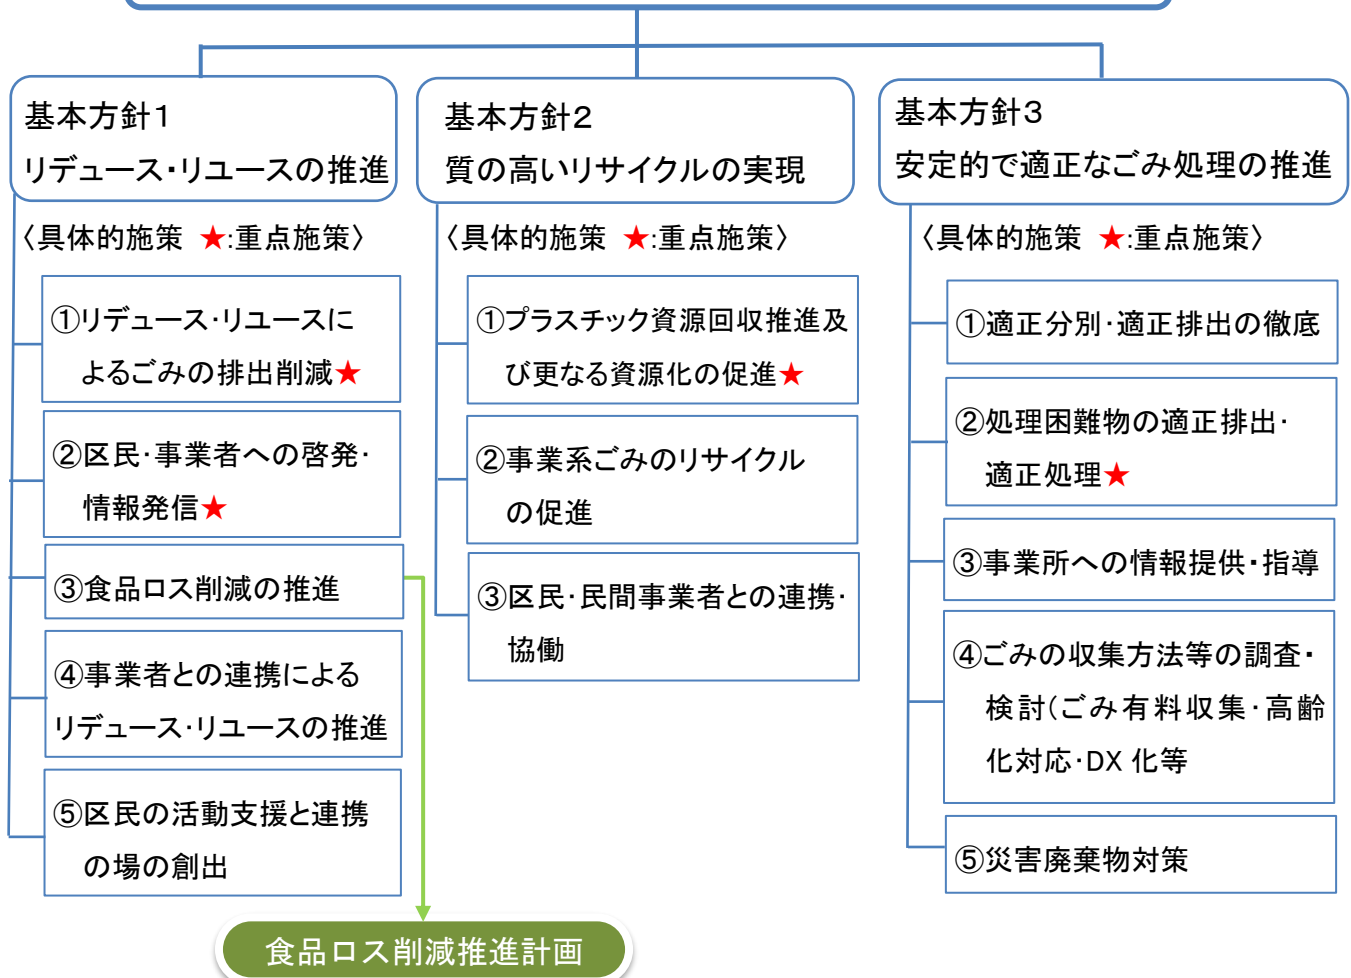 基本方針1
リデュース・リユースの推進
〈具体的施策 ★:重点施策〉
①リデュース・リユースに
よるごみの排出削減★
②区民・事業者への啓発・
情報発信★
③食品ロス削減の推進
④事業者との連携による
リデュース・リユースの推進
⑤区民の活動支援と連携
の場の創出
食品ロス削減推進計画
基本方針2
質の高いリサイクルの実現
〈具体的施策 ★:重点施策〉
①プラスチック資源回収推進及
び更なる資源化の促進★
②事業系ごみのリサイクル
の促進
③区民・民間事業者との連携・
協働
基本方針3
安定的で適正なごみ処理の推進
〈具体的施策 ★:重点施策〉
①適正分別・適正排出の徹底
②処理困難物の適正排出・
適正処理★
③事業所への情報提供・指導
④ごみの収集方法等の調査・
検討(ごみ有料収集・高齢
化対応・DX 化等
⑤災害廃棄物対策